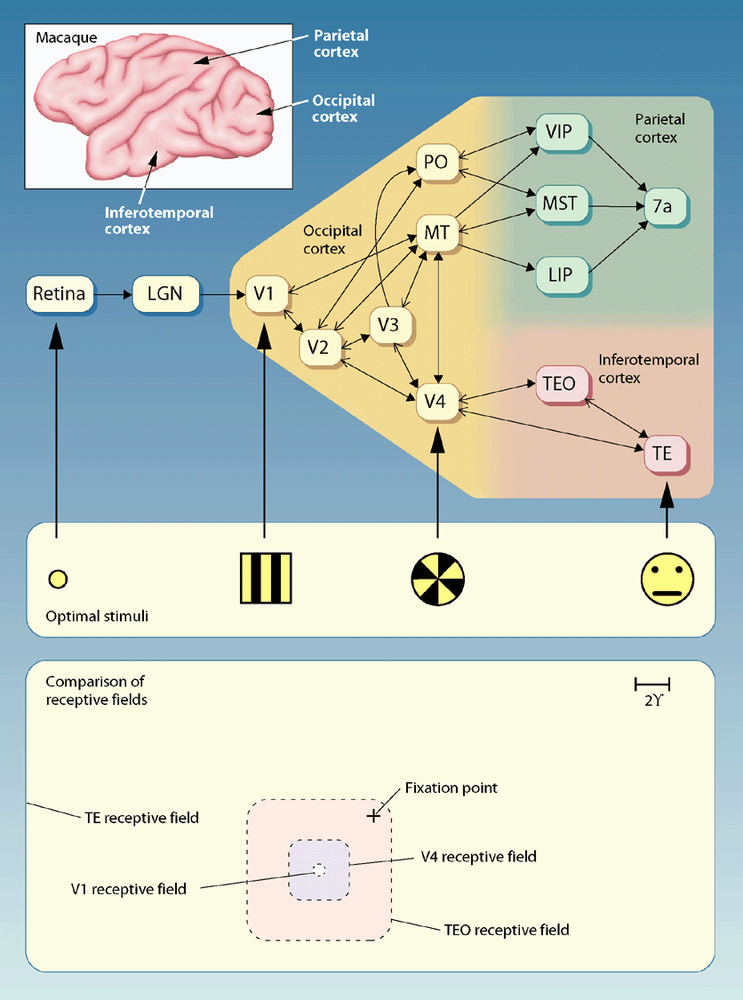 Macaque
Parietal
cortex
Occipital
cortex
Inferotemporal
cortex
Parietal
cortex
VIP
PO
MST
7a
Occipital
cortex
MT
LIP
Retina
LGN
V1
V3
V2
Inferotemporal
cortex
TEO
V4
TE
Optimal stimuli
Comparison of
receptive fields
2ϒ
Fixation point
TE receptive field
V4 receptive field
V1 receptive field
TEO receptive field